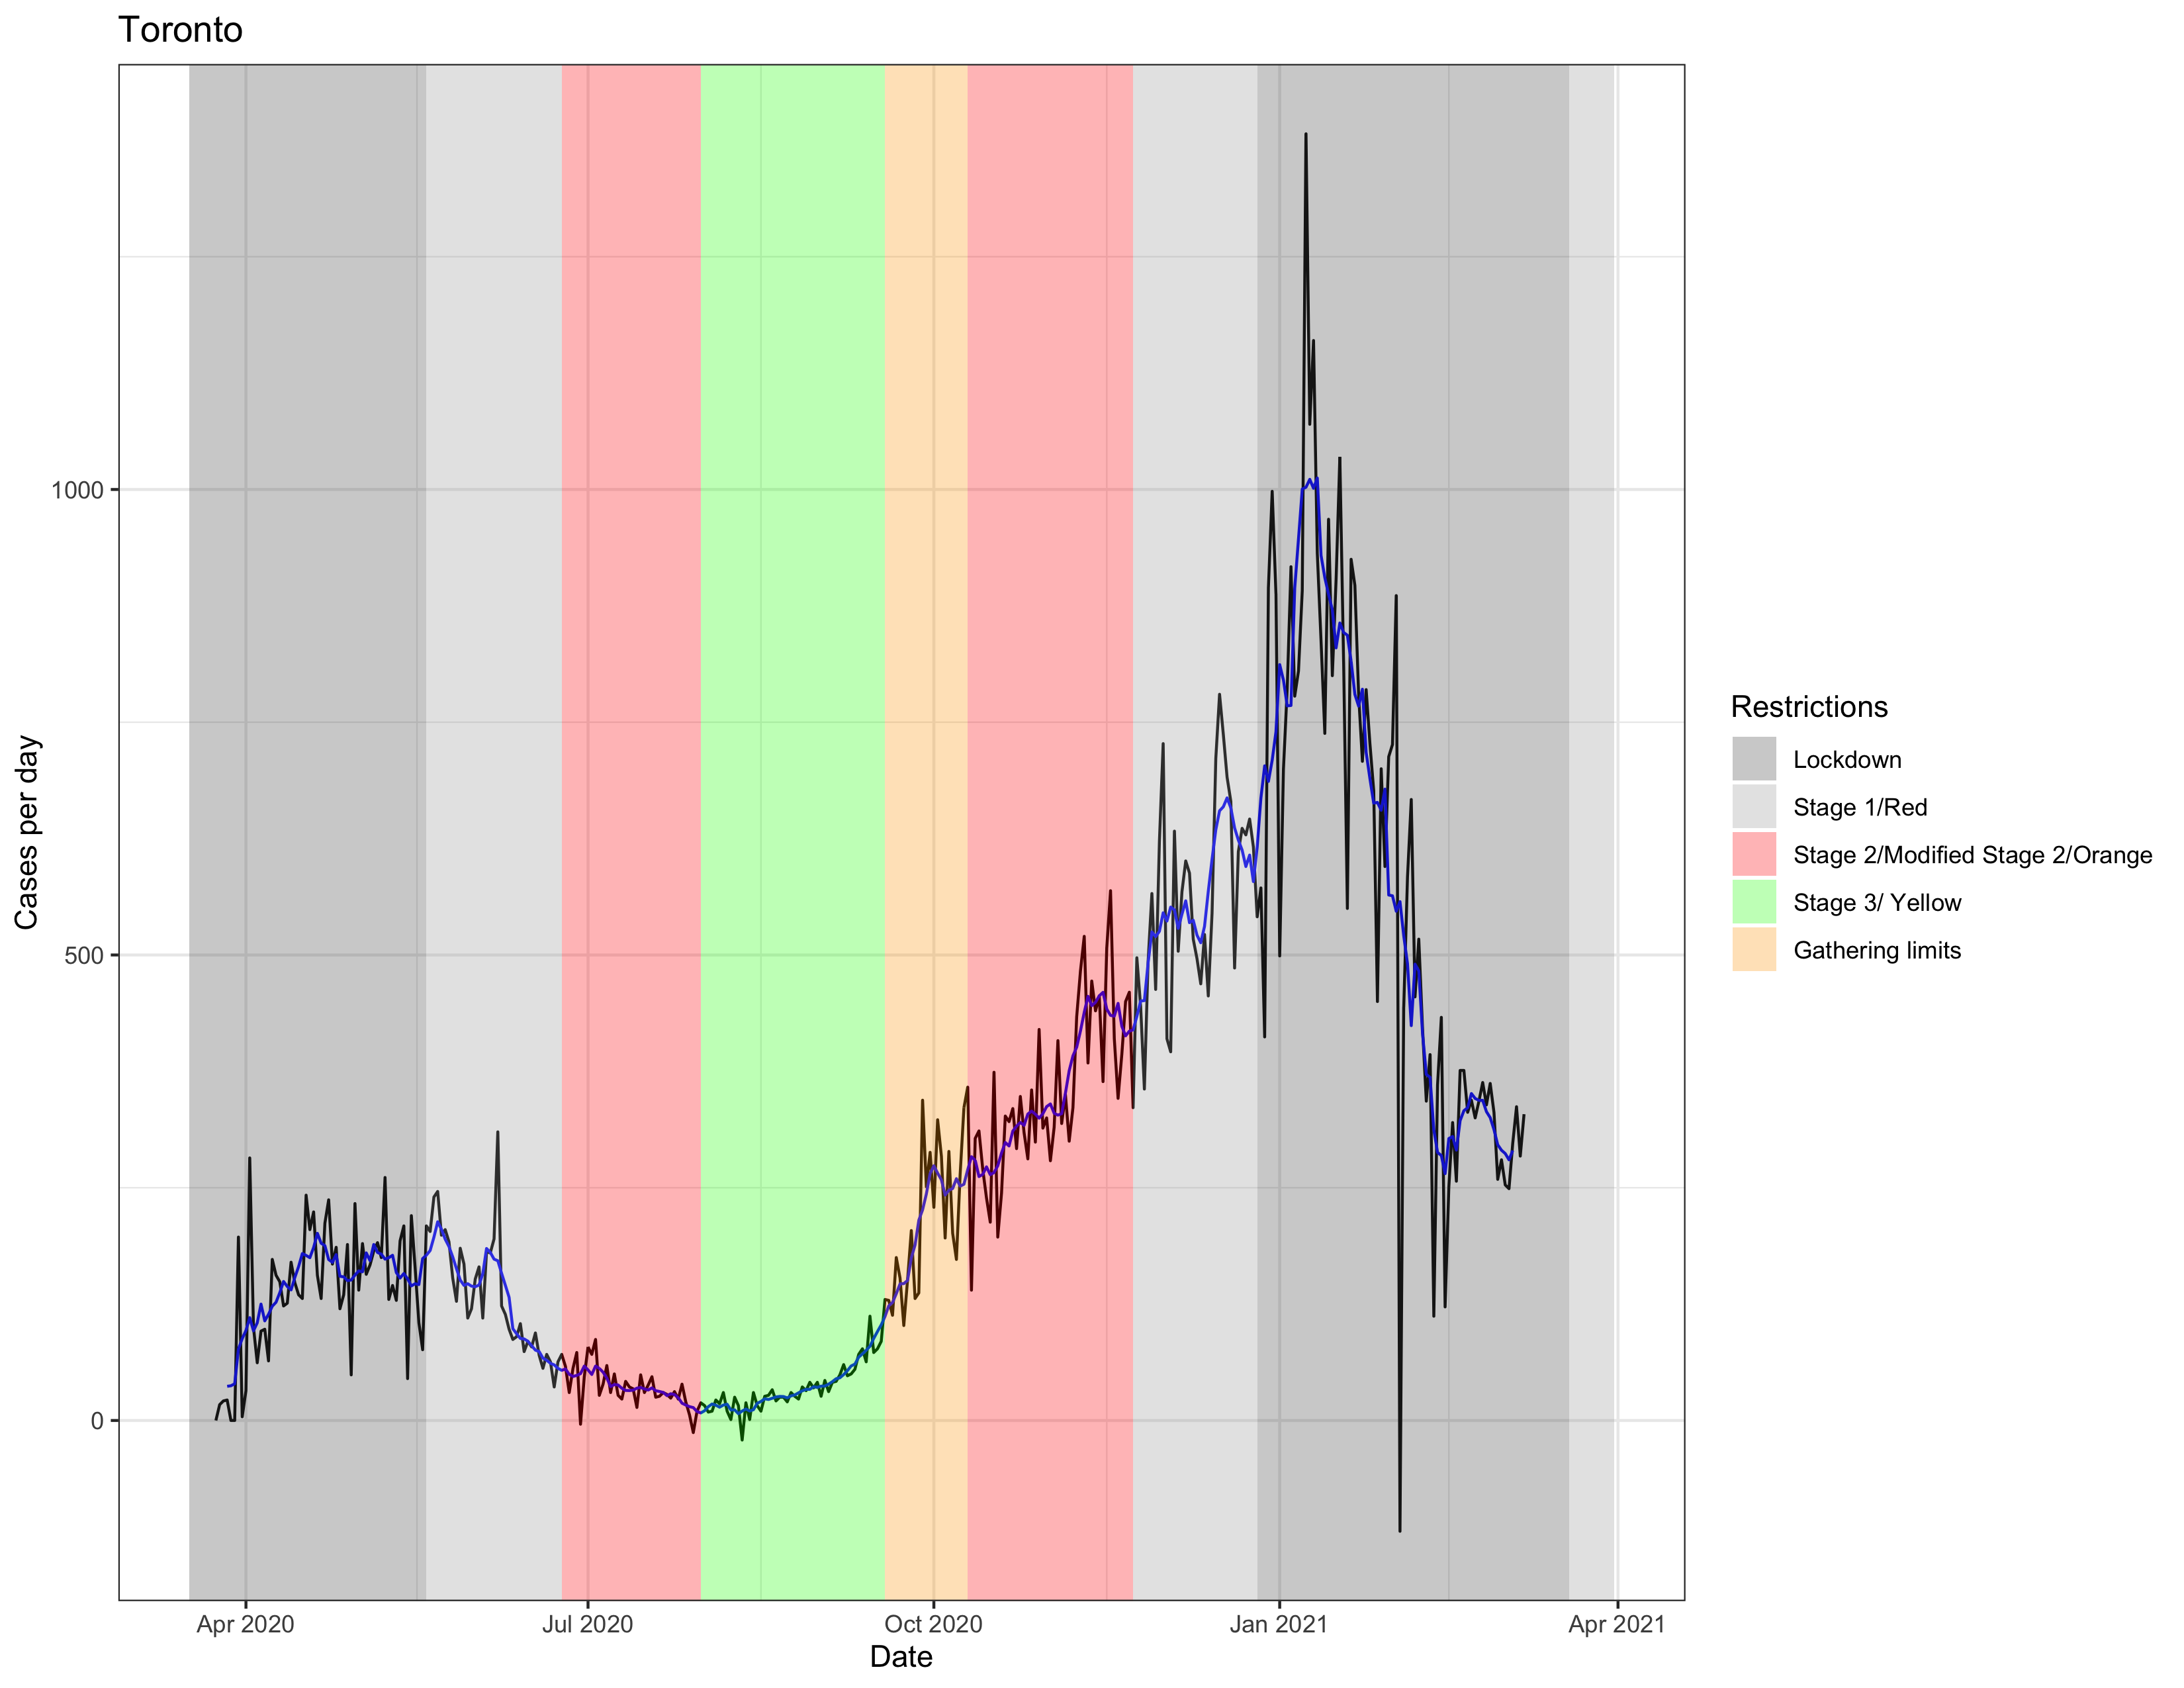 Toronto
Cases per day
1000
500
0
Apr 2020
Jul 2020
Oct 2020
Jan 2021
Apr 2021
Date
Restrictions
Lockdown
Stage 1/Red
Stage 2/Modified Stage 2/Orange
Stage 3/ Yellow
Gathering limits